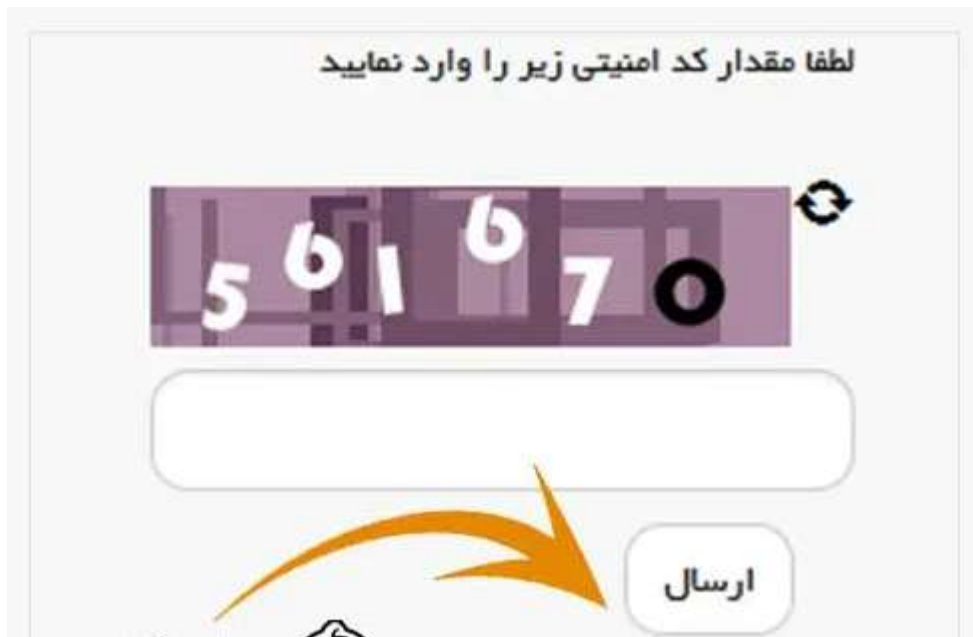 لطفا مقدار کد امنیتی زیر را وارد نمایید
561670
ارسال